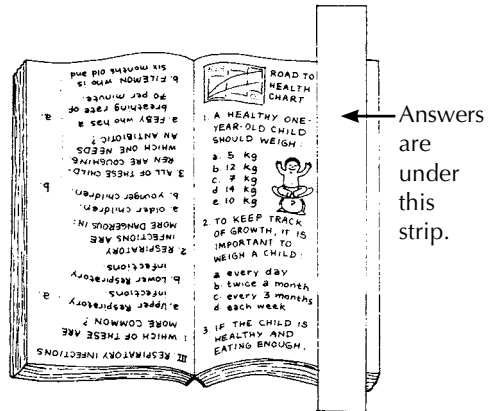 III RESPIRATORY INFECTIONS
1 WHICH OF THESE ARE
MORE COMMON?
a. Upper Respiratory
infections
a.
b. Lower Respiratory
infections
2. RESPIRATORY
INFECTIONS ARE
MORE DANGEROUS IN:
a. older children.
b. younger children.
b.
3. ALL OF THESE CHILD-
REN ARE COUGHING
WHICH ONE NEEDS
AN ANTIBIOTIC?
a. FEBY who has a
breathing rate of
70 per minute.
a.
b. FILEMON who is
six months old and
ROAD TO
HEALTH
CHART
1. A HEALTHY ONE-
YEAR-OLD CHILD
SHOULD WEIGH:
a. 5 kg
b. 12 kg
c. 7 kg
d 14 kg
e 10 kg
2 TO KEEP TRACK
OF GROWTH, IT IS
IMPORTANT TO
WEIGH A CHILD:
a every day
b. twice a month
c. every 3 months
d. each week
3. IF THE CHILD IS
HEALTHY AND
EATING ENOUGH,
Answers
are
under
this
strip.